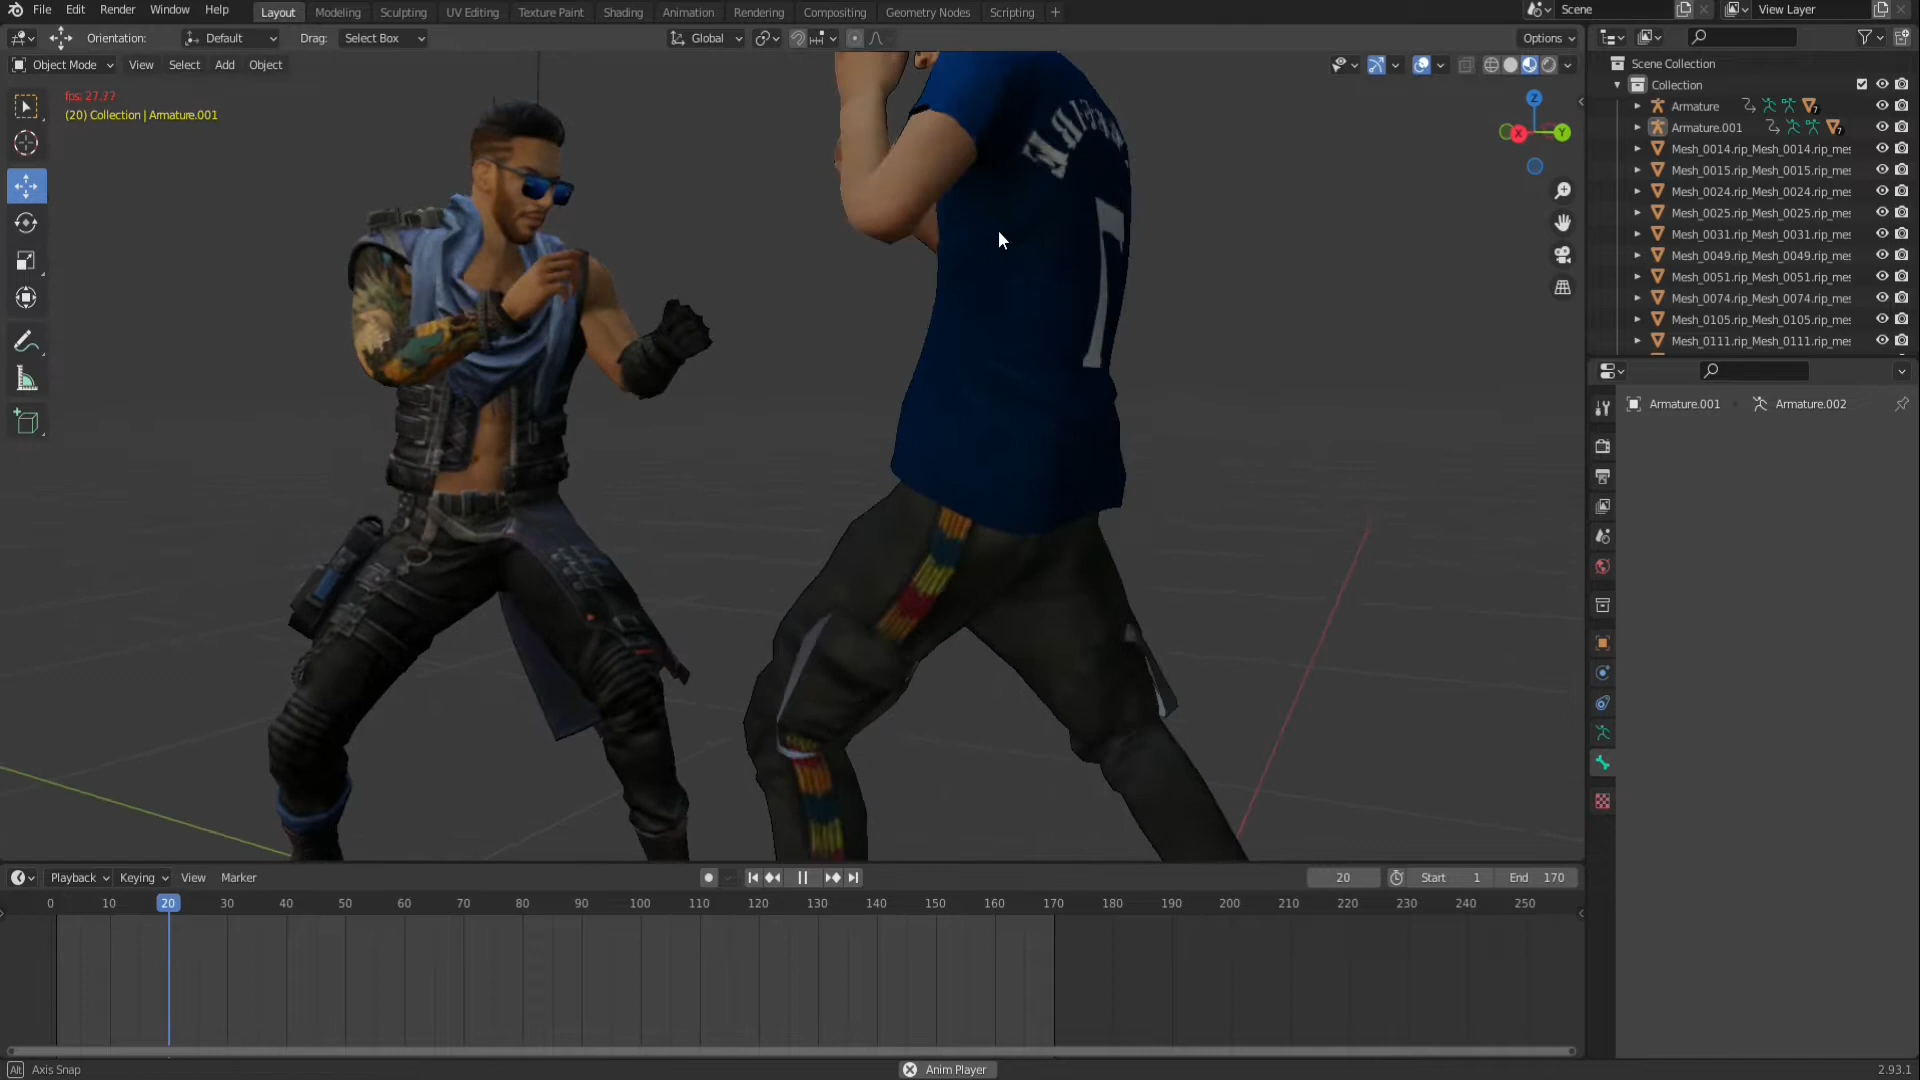 File Edit Render Window Help Layout Modeling Sculpting UV Editing Texture Paint Shading Animation Rendering Compositing Geometry Nodes Scripting Scene View Layer
Orientation: Default Drag: Select Box Global Options
Object Mode View Select Add Object
Scene Collection
Collection
fps: 27.77
(20) Collection | Armature.001
Armature
Armature.001
Mesh_0014.rip_Mesh_0014.rip_mes
Mesh_0015.rip_Mesh_0015.rip_mes
Mesh_0024.rip_Mesh_0024.rip_mes
Mesh_0025.rip_Mesh_0025.rip_mes
Mesh_0031.rip_Mesh_0031.rip_mes
Mesh_0049.rip_Mesh_0049.rip_mes
Mesh_0051.rip_Mesh_0051.rip_mes
Mesh_0074.rip_Mesh_0074.rip_mes
Mesh_0105.rip_Mesh_0105.rip_mes
Mesh_0111.rip_Mesh_0111.rip_mes
Armature.001 Armature.002
Z
X Y
7
7
Playback Keying View Marker 20 Start 1 End 170
0 10 20 30 40 50 60 70 80 90 100 110 120 130 140 150 160 170 180 190 200 210 220 230 240 250
Alt Axis Snap Anim Player 2.93.1